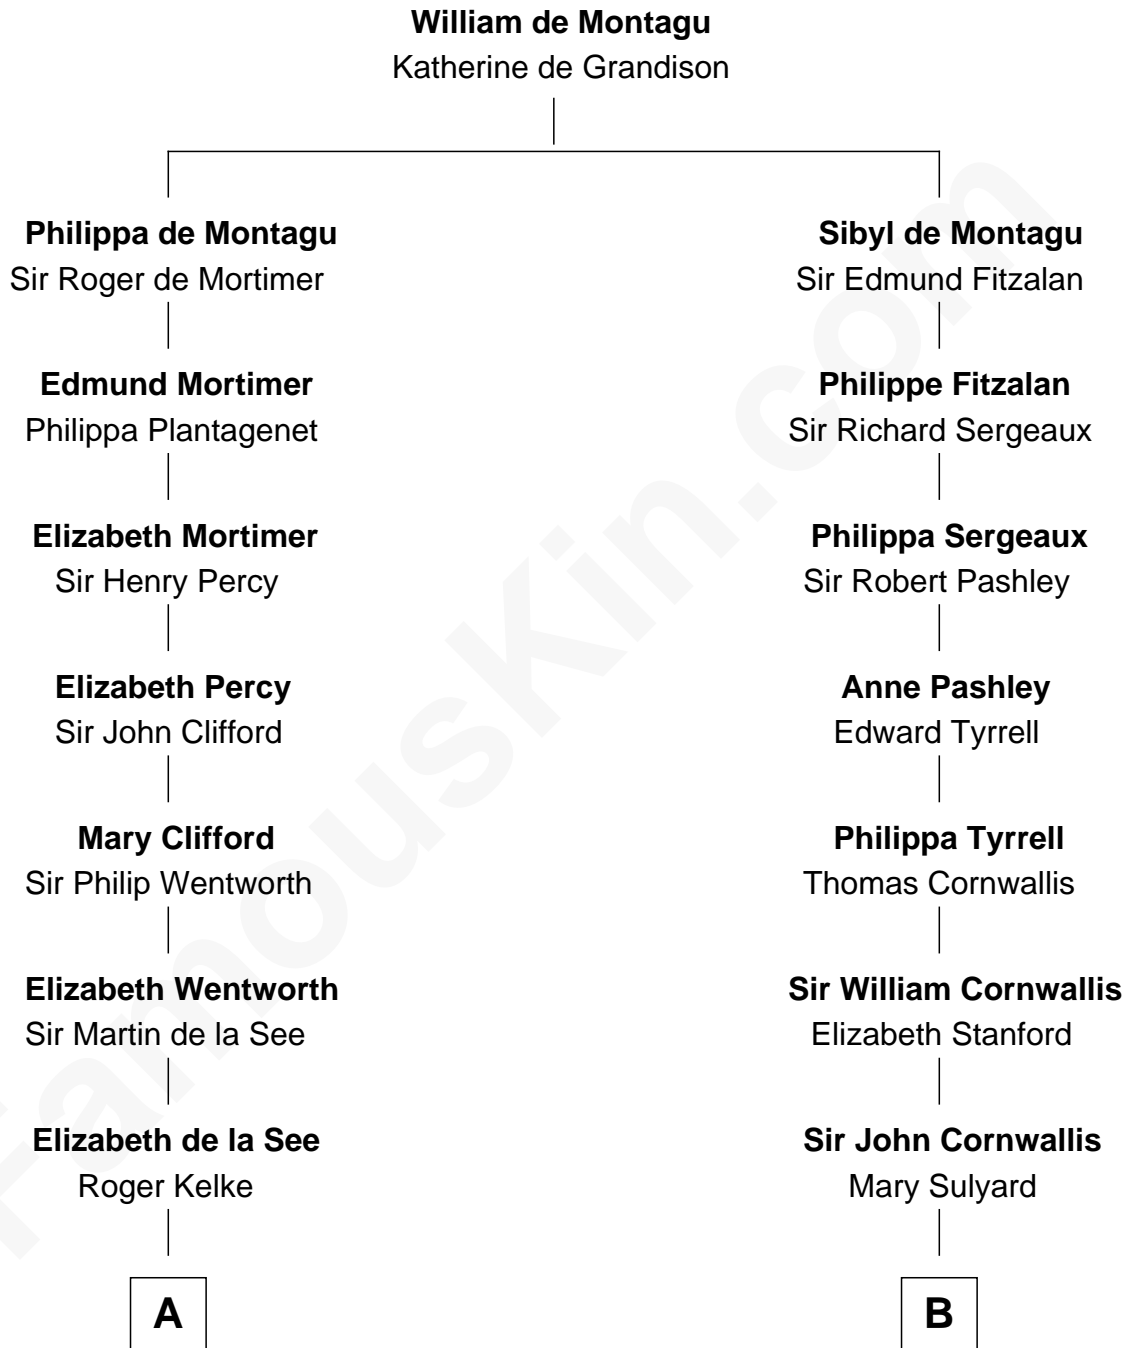 William de Montagu
Katherine de Grandison
Philippa de Montagu
Sir Roger de Mortimer
Sibyl de Montagu
Sir Edmund Fitzalan
Edmund Mortimer
Philippa Plantagenet
Philippe Fitzalan
Sir Richard Sergeaux
Elizabeth Mortimer
Sir Henry Percy
Philippa Sergeaux
Sir Robert Pashley
Elizabeth Percy
Sir John Clifford
Anne Pashley
Edward Tyrrell
Mary Clifford
Sir Philip Wentworth
Philippa Tyrrell
Thomas Cornwallis
Elizabeth Wentworth
Sir Martin de la See
Sir William Cornwallis
Elizabeth Stanford
Elizabeth de la See
Roger Kelke
Sir John Cornwallis
Mary Sulyard
A
B
FamousKin.com